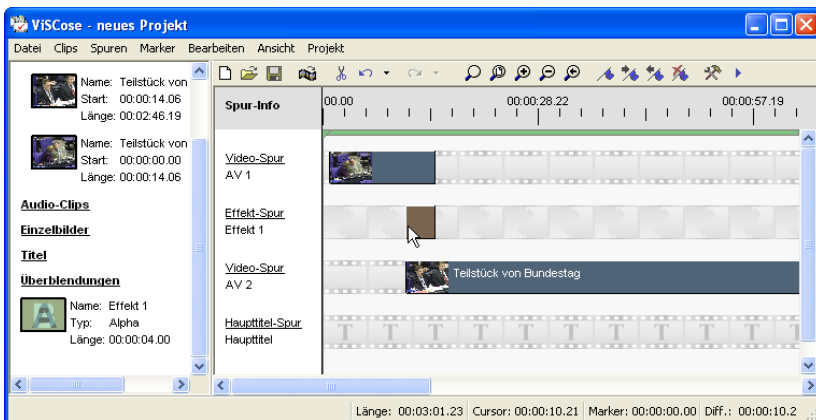 ViSCose - neues Projekt
Datei Clips Spuren Marker Bearbeiten Ansicht Projekt
Name: Teilstück von
Start: 00:00:14.06
Länge: 00:02:46.19
Name: Teilstück von
Start: 00:00:00.00
Länge: 00:00:14.06
Audio-Clips
Einzelbilder
Titel
Überblendungen
A
Name: Effekt 1
Typ: Alpha
Länge: 00:00:04.00
Spur-Info
00.00 00:00:28.22 00:00:57.19
Video-Spur
AV 1
Effekt-Spur
Effekt 1
Video-Spur
AV 2
Teilstück von Bundestag
Haupttitel-Spur
Haupttitel
T T T T T T T T T T T
Länge: 00:03:01.23 Cursor: 00:00:10.21 Marker: 00:00:00.00 Diff.: 00:00:10.2